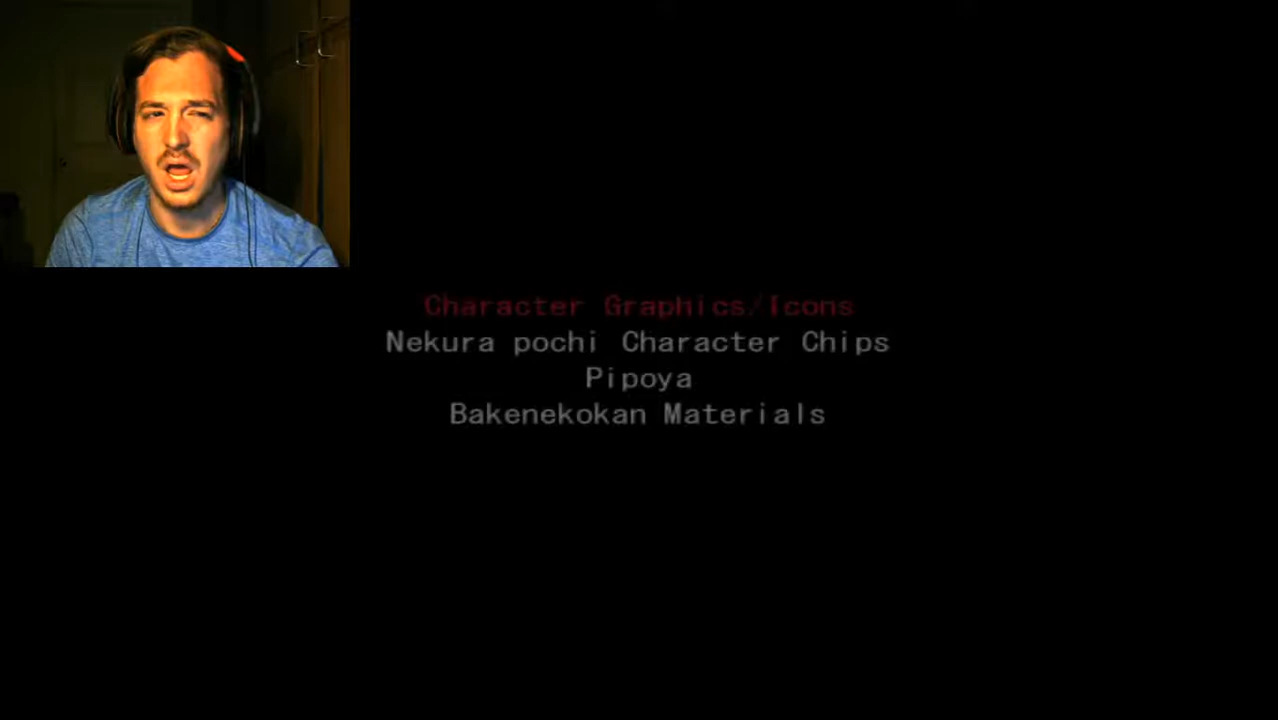 Character Graphics/Icons
Nekura pochi Character Chips
Pipoya
Bakenekokan Materials